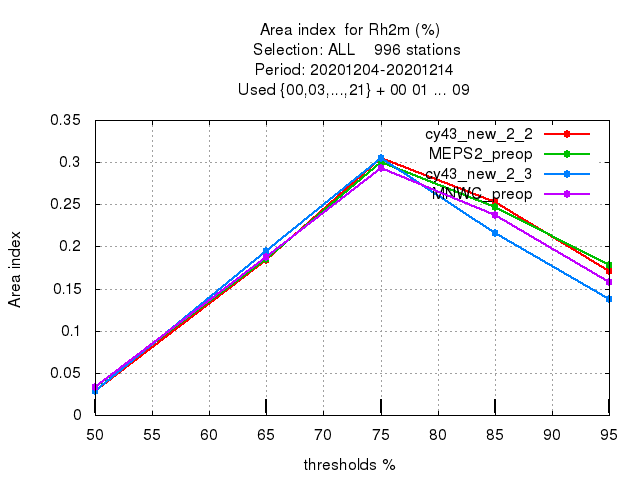 Area index for Rh2m (%)
Selection: ALL 996 stations
Period: 20201204-20201214
Used {00,03,...,21} + 00 01 ... 09
0.35
cy43_new_2_2
MEPS2_preop
0.3
cy43_new_2_3
MNWC_preop
0.25
0.2
Area index
0.15
0.1
0.05
0
50 55 60 65 70 75 80 85 90 95
thresholds %